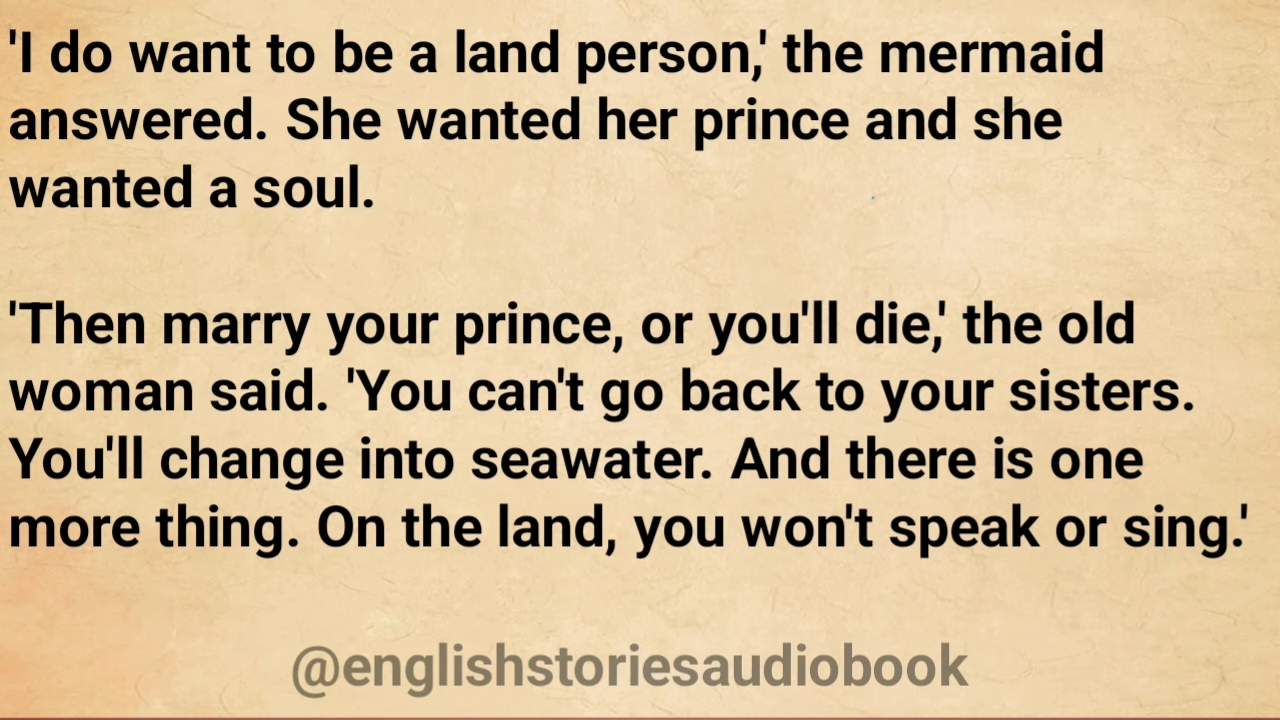 'I do want to be a land person,' the mermaid
answered. She wanted her prince and she
wanted a soul.
'Then marry your prince, or you'll die,' the old
woman said. 'You can't go back to your sisters.
You'll change into seawater. And there is one
more thing. On the land, you won't speak or sing.'
@englishstoriesaudiobook